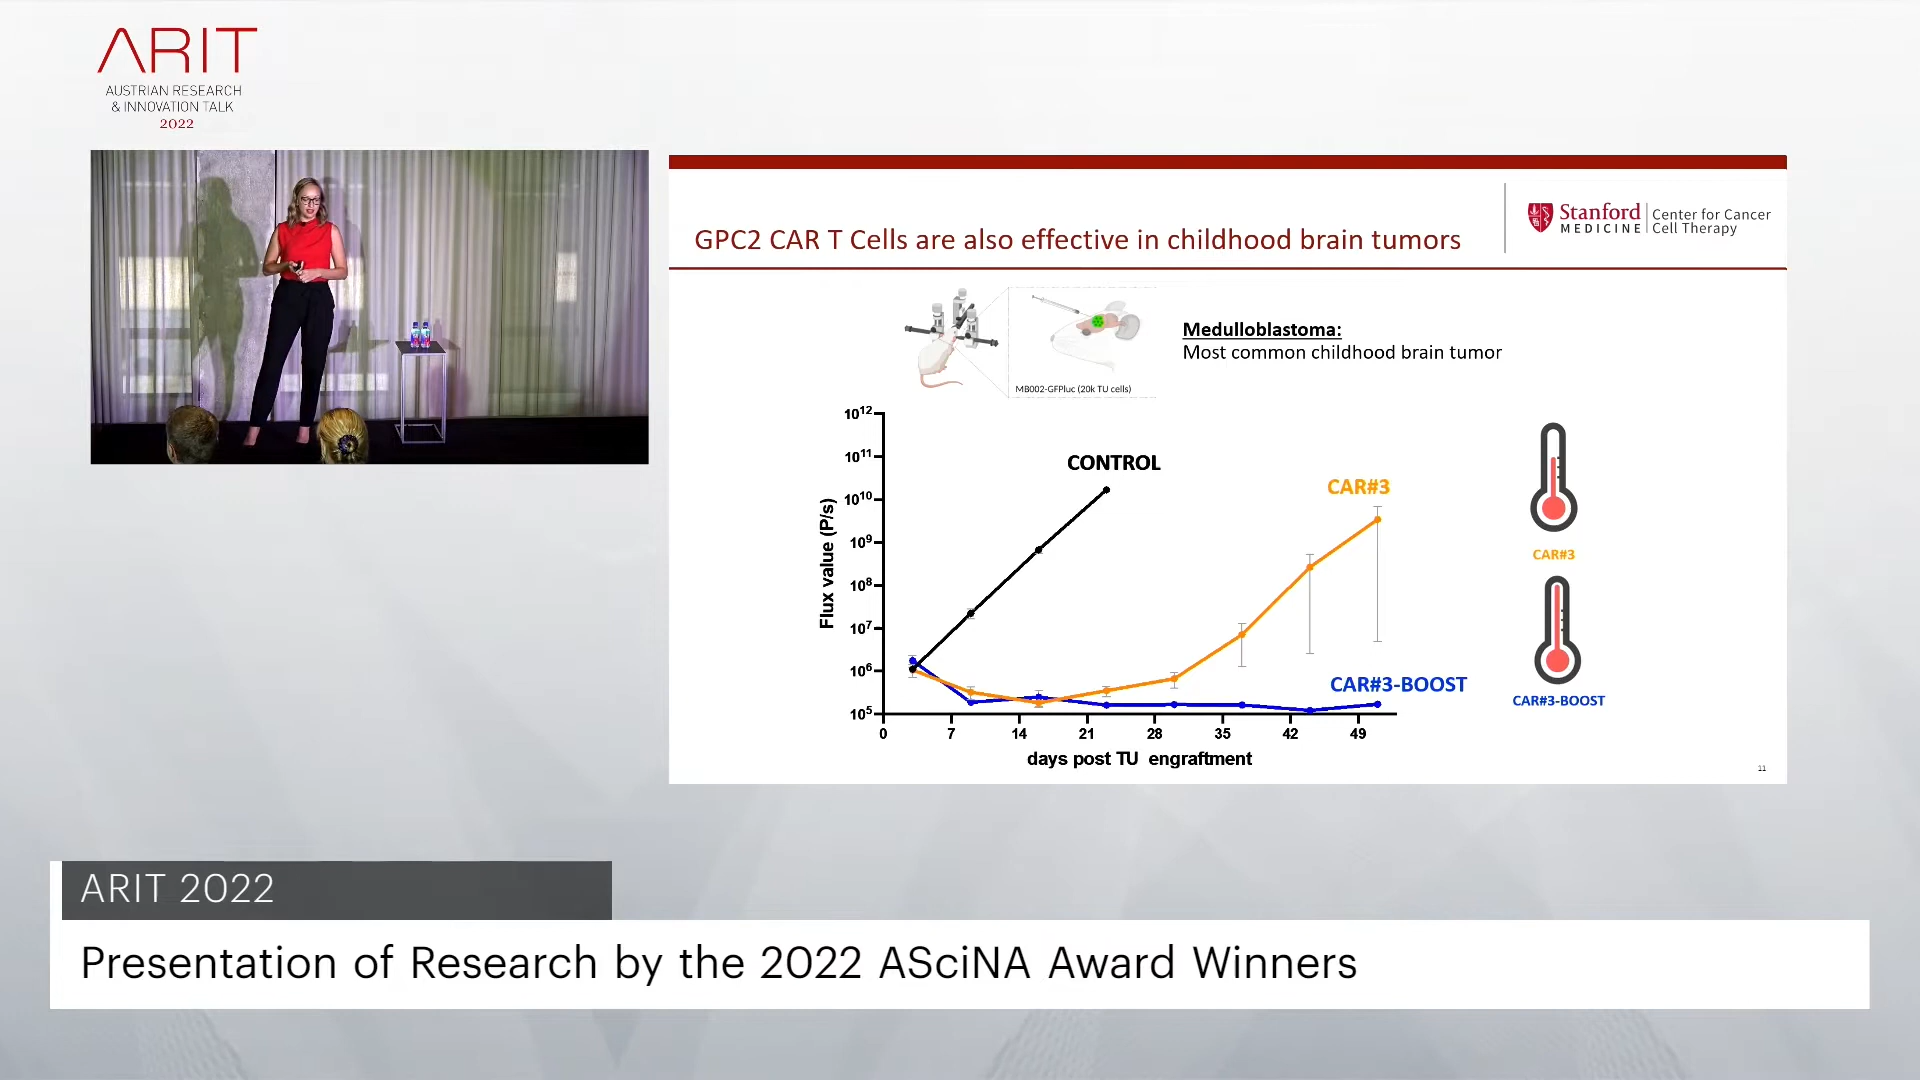 ARIT
AUSTRIAN RESEARCH
& INNOVATION TALK
2022
GPC2 CAR T Cells are also effective in childhood brain tumors
Stanford
MEDICINE
Center for Cancer
Cell Therapy
Medulloblastoma:
Most common childhood brain tumor
MB002-GFPluc (20k TU cells)
10¹²
10¹¹
10¹⁰
10⁹
10⁸
10⁷
10⁶
10⁵
Flux value (P/s)
CONTROL
CAR#3
CAR#3-BOOST
0 7 14 21 28 35 42 49
days post TU engraftment
CAR#3
CAR#3-BOOST
11
ARIT 2022
Presentation of Research by the 2022 ASciNA Award Winners